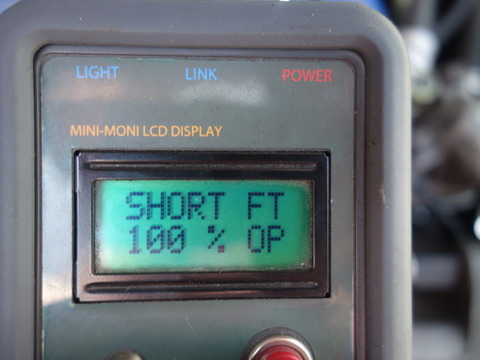 LIGHT LINK POWER
MINI-MONI LCD DISPLAY
SHORT FT
100 % OP